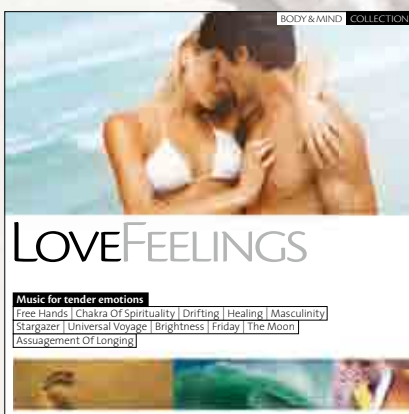 BODY & MIND COLLECTION
LOVEFEELINGS
Music for tender emotions
Free Hands | Chakra Of Spirituality | Drifting | Healing | Masculinity
Stargazer | Universal Voyage | Brightness | Friday | The Moon
Assuagement Of Longing